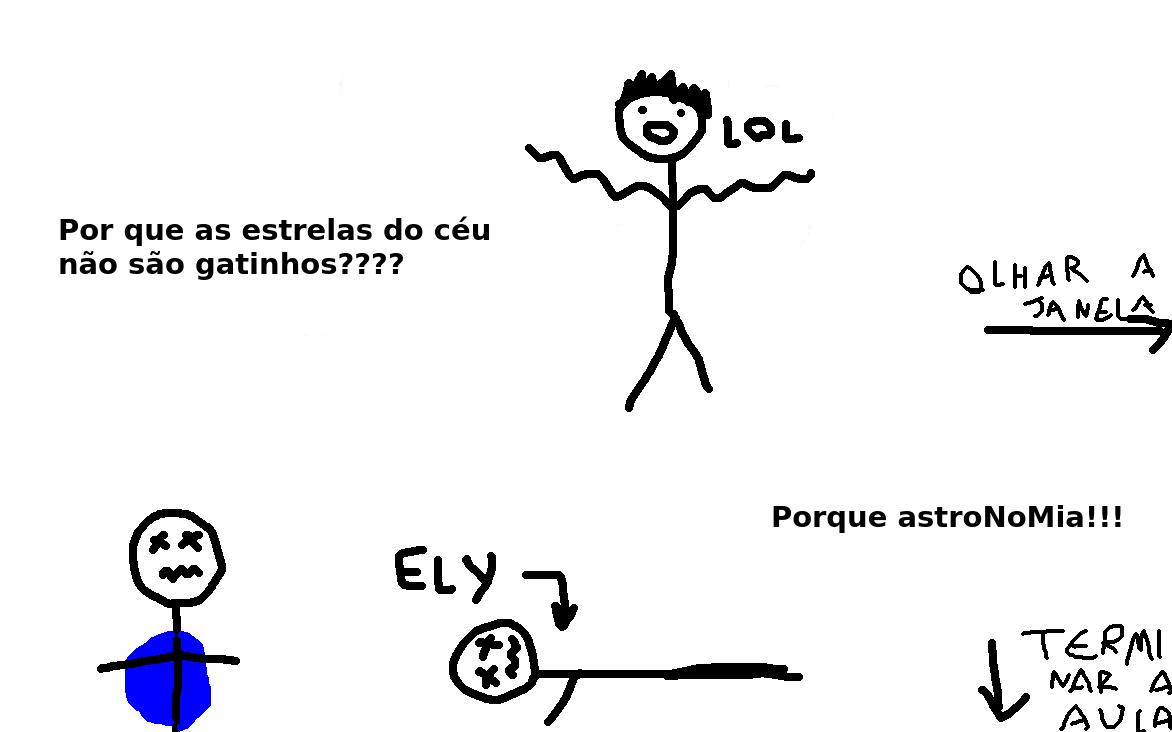 LOL
Por que as estrelas do céu
não são gatinhos????
OLHAR A
JANELA
Porque astroNoMia!!!
ELY
TERMI
NAR A
AULA